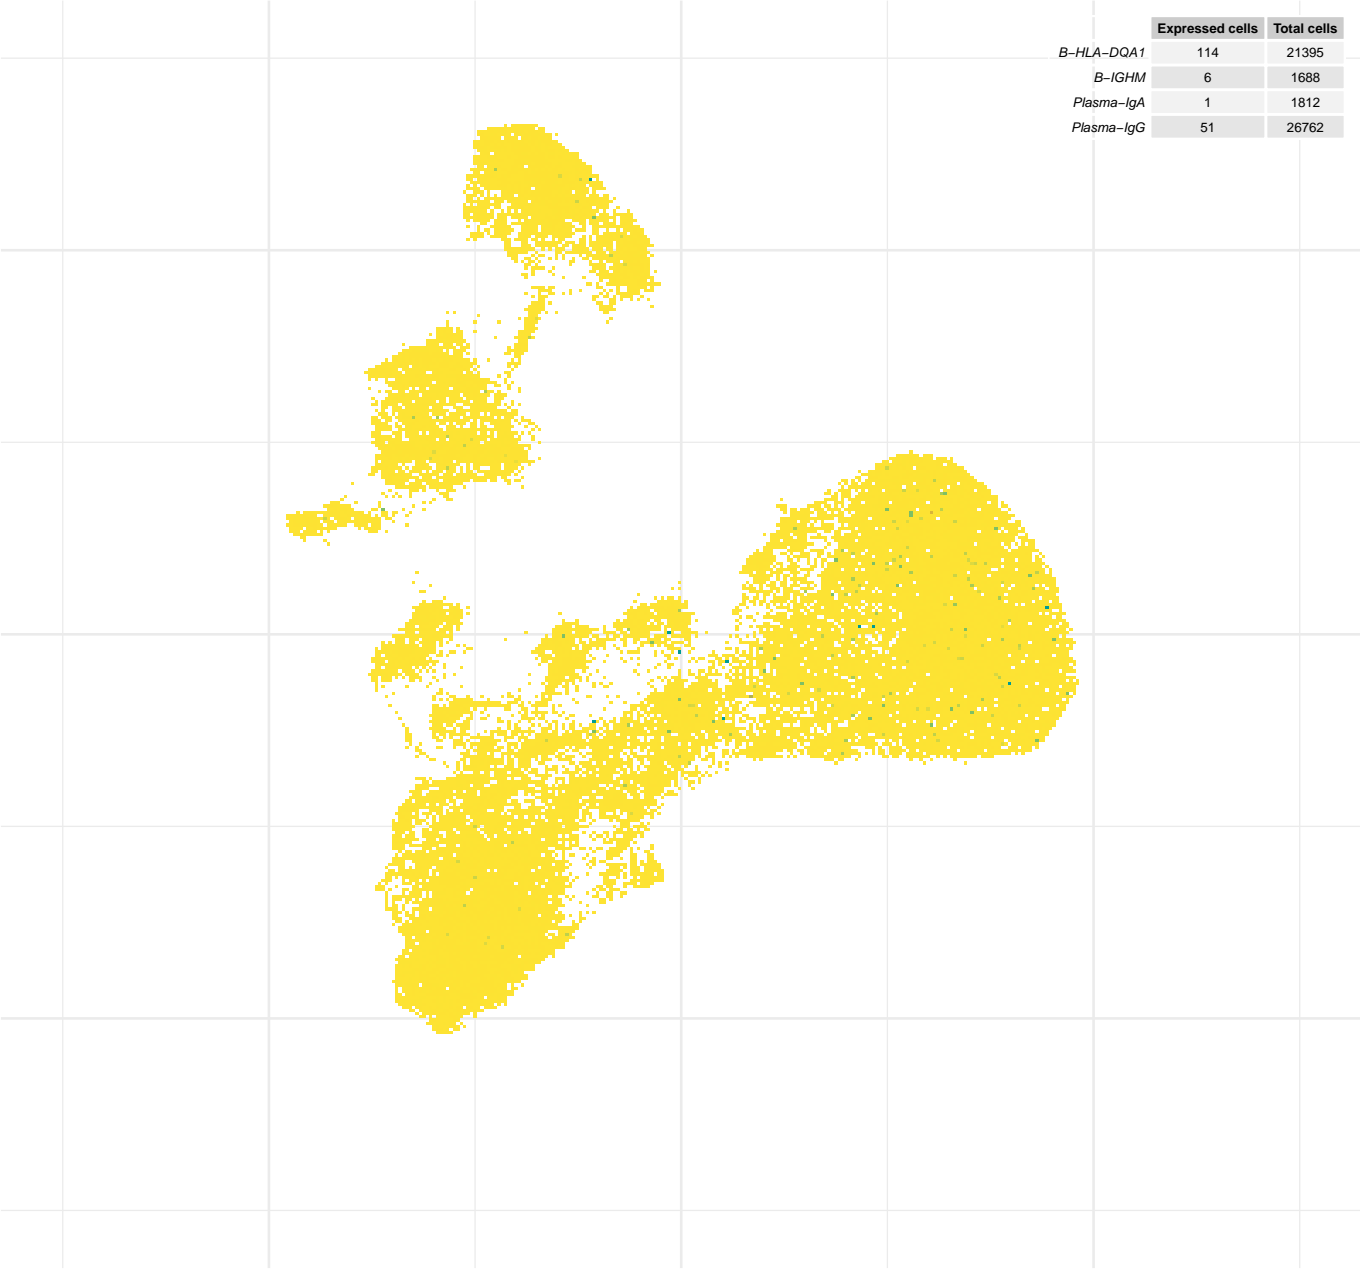 Expressed cells Total cells
B−HLA−DQA1 114 21395
B−IGHM 6 1688
Plasma−IgA 1 1812
Plasma−IgG 51 26762